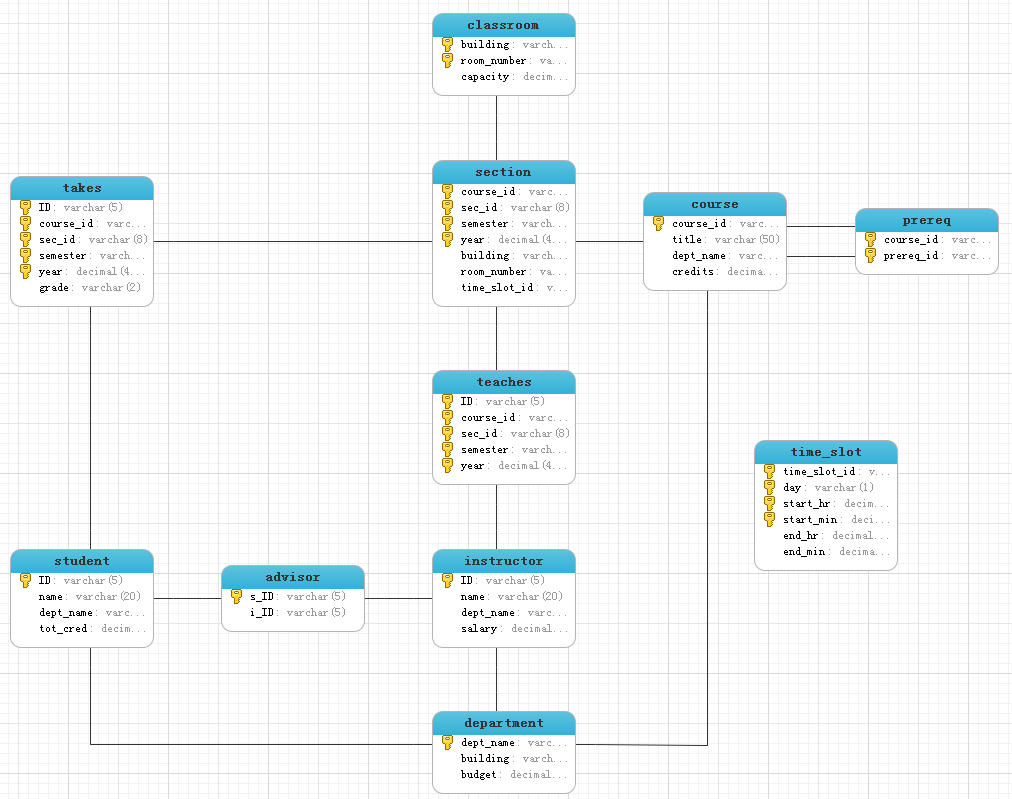 classroom
building: varch...
room_number: va...
capacity: decim...
section
course_id: varc...
sec_id: varchar(8)
semester: varch...
year: decimal(4...
building: varch...
room_number: va...
time_slot_id: v...
takes
ID: varchar(5)
course_id: varc...
sec_id: varchar(8)
semester: varch...
year: decimal(4...
grade: varchar(2)
course
course_id: varc...
title: varchar(50)
dept_name: varc...
credits: decima...
prereq
course_id: varc...
prereq_id: varc...
teaches
ID: varchar(5)
course_id: varc...
sec_id: varchar(8)
semester: varch...
year: decimal(4...
time_slot
time_slot_id: v...
day: varchar(1)
start_hr: decim...
start_min: deci...
end_hr: decimal...
end_min: decima...
student
ID: varchar(5)
name: varchar(20)
dept_name: varc...
tot_cred: decim...
advisor
s_ID: varchar(5)
i_ID: varchar(5)
instructor
ID: varchar(5)
name: varchar(20)
dept_name: varc...
salary: decimal...
department
dept_name: varc...
building: varch...
budget: decimal...